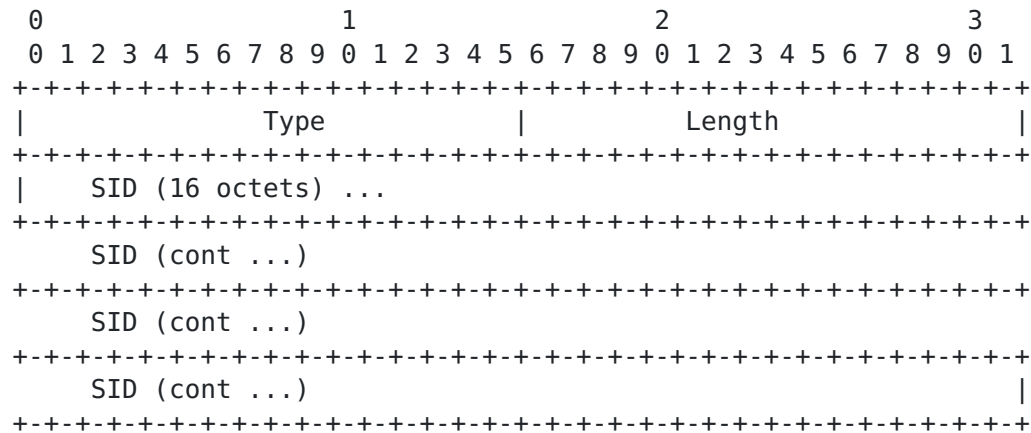 0                   1                   2                   3
 0 1 2 3 4 5 6 7 8 9 0 1 2 3 4 5 6 7 8 9 0 1 2 3 4 5 6 7 8 9 0 1
+-+-+-+-+-+-+-+-+-+-+-+-+-+-+-+-+-+-+-+-+-+-+-+-+-+-+-+-+-+-+-+-+
|               Type            |          Length               |
+-+-+-+-+-+-+-+-+-+-+-+-+-+-+-+-+-+-+-+-+-+-+-+-+-+-+-+-+-+-+-+-+
|    SID (16 octets) ...
+-+-+-+-+-+-+-+-+-+-+-+-+-+-+-+-+-+-+-+-+-+-+-+-+-+-+-+-+-+-+-+-+
     SID (cont ...)
+-+-+-+-+-+-+-+-+-+-+-+-+-+-+-+-+-+-+-+-+-+-+-+-+-+-+-+-+-+-+-+-+
     SID (cont ...)
+-+-+-+-+-+-+-+-+-+-+-+-+-+-+-+-+-+-+-+-+-+-+-+-+-+-+-+-+-+-+-+-+
     SID (cont ...)                                             |
+-+-+-+-+-+-+-+-+-+-+-+-+-+-+-+-+-+-+-+-+-+-+-+-+-+-+-+-+-+-+-+-+